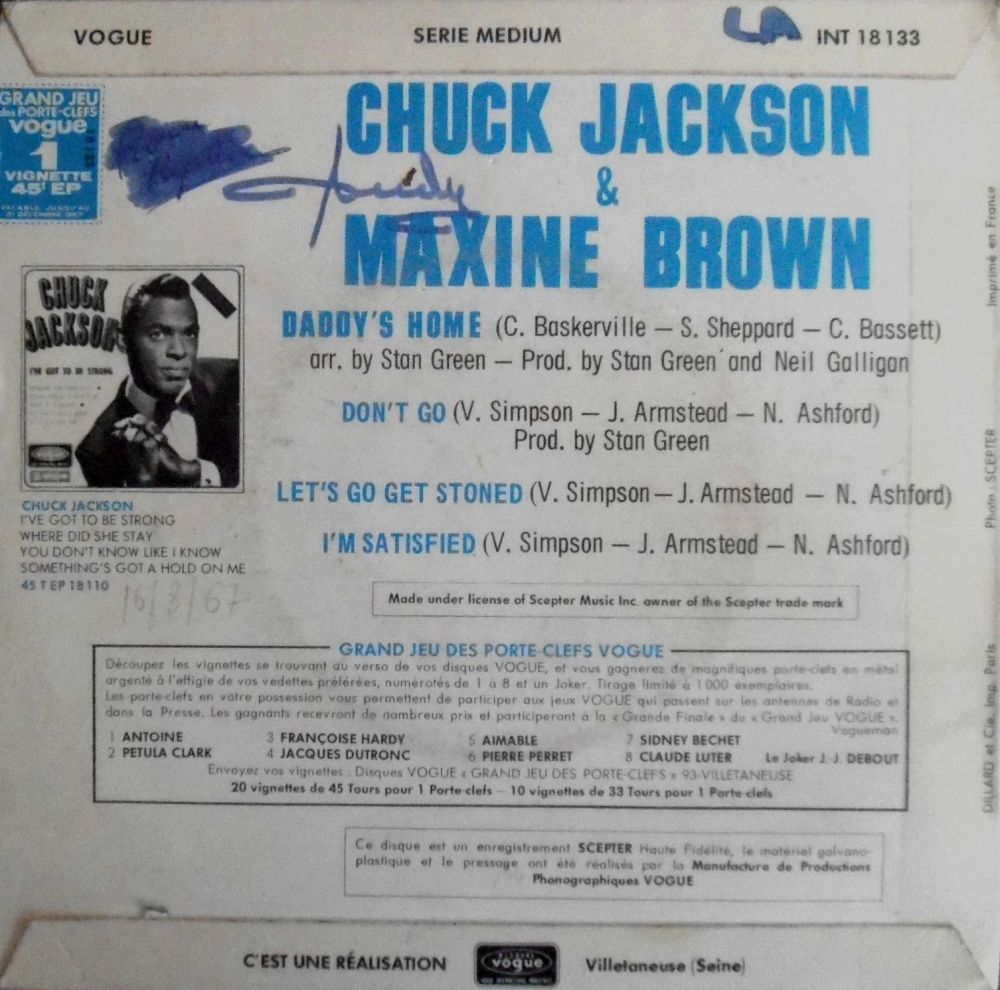 VOGUE
SERIE MEDIUM
INT 18133
GRAND JEU
des PORTE-CLEFS
vogue
1
VIGNETTE
45t EP
VALABLE JUSQU'AU
31 DECEMBRE 1967
CHUCK JACKSON
&
MAXINE BROWN
DADDY'S HOME (C. Baskerville – S. Sheppard – C. Bassett)
arr. by Stan Green – Prod. by Stan Green and Neil Galligan
DON'T GO (V. Simpson – J. Armstead – N. Ashford)
Prod. by Stan Green
LET'S GO GET STONED (V. Simpson – J. Armstead – N. Ashford)
I'M SATISFIED (V. Simpson – J. Armstead – N. Ashford)
CHUCK
JACKSON
I'VE GOT TO BE STRONG
CHUCK JACKSON
I'VE GOT TO BE STRONG
WHERE DID SHE STAY
YOU DON'T KNOW LIKE I KNOW
SOMETHING'S GOT A HOLD ON ME
45 T EP 18110
16/8/67
Made under license of Scepter Music Inc. owner of the Scepter trade mark
GRAND JEU DES PORTE-CLEFS VOGUE
Découpez les vignettes se trouvant au verso de vos disques VOGUE, et vous gagnerez de magnifiques porte-clefs en métal
argenté à l'effigie de vos vedettes préférées, numérotés de 1 à 8 et un Joker. Tirage limité à 1000 exemplaires.
Les porte-clefs en votre possession vous permettent de participer aux jeux VOGUE qui passent sur les antennes de Radio et
dans la Presse. Les gagnants recevront de nombreux prix et participeront à la « Grande Finale » du « Grand Jeu VOGUE ».
Vogueman
1 ANTOINE
3 FRANÇOISE HARDY
5 AIMABLE
7 SIDNEY BECHET
2 PETULA CLARK
4 JACQUES DUTRONC
6 PIERRE PERRET
8 CLAUDE LUTER
Le Joker J. J. DEBOUT
Envoyez vos vignettes : Disques VOGUE « GRAND JEU DES PORTE-CLEFS » 93-VILLETANEUSE
20 vignettes de 45 Tours pour 1 Porte-clefs – 10 vignettes de 33 Tours pour 1 Porte-clefs
Ce disque est un enregistrement SCEPTER Haute Fidélité, le matériel galvano-
plastique et le pressage ont été réalisés par la Manufacture de Productions
Phonographiques VOGUE
Imprimé en France
Photo : SCEPTER
DILLARD et Cie. Imp. Paris
C'EST UNE RÉALISATION
vogue
Villetaneuse (Seine)